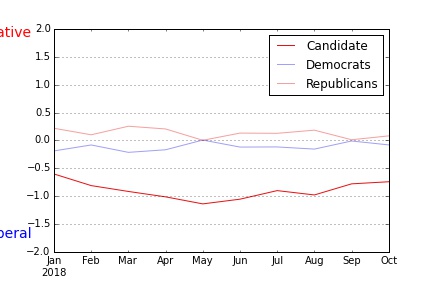 ative
2.0
Candidate
Democrats
Republicans
1.5
1.0
0.5
0.0
−0.5
−1.0
−1.5
beral
−2.0
Jan Feb Mar Apr May Jun Jul Aug Sep Oct
2018